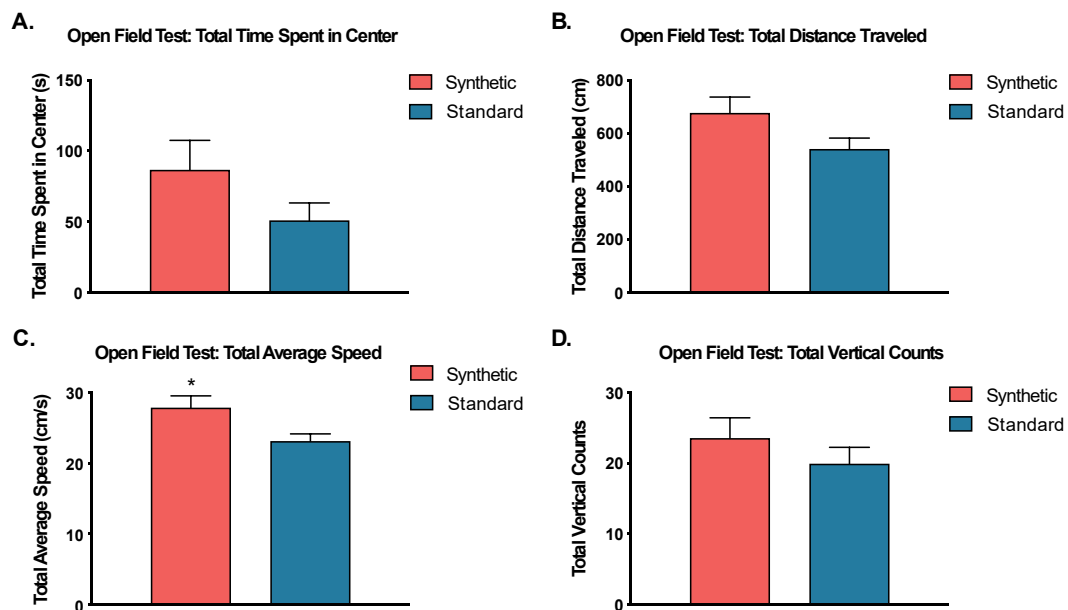 A.
Open Field Test: Total Time Spent in Center
Total Time Spent in Center (s)
150
100
50
0
Synthetic
Standard
B.
Open Field Test: Total Distance Traveled
Total Distance Traveled (cm)
800
600
400
200
0
Synthetic
Standard
C.
Open Field Test: Total Average Speed
Total Average Speed (cm/s)
30
20
10
0
*
Synthetic
Standard
D.
Open Field Test: Total Vertical Counts
Total Vertical Counts
30
20
10
0
Synthetic
Standard